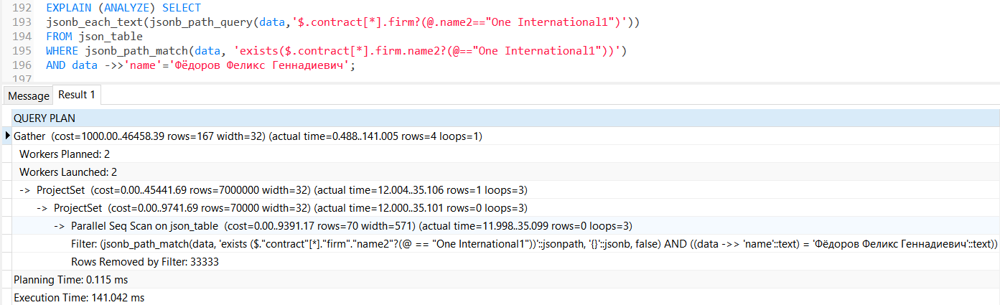 192 EXPLAIN (ANALYZE) SELECT
193 jsonb_each_text(jsonb_path_query(data,'$.contract[*].firm?(@.name2=="One International1")'))
194 FROM json_table
195 WHERE jsonb_path_match(data, 'exists($.contract[*].firm.name2?(@=="One International1"))')
196 AND data ->>'name'='Фёдоров Феликс Геннадиевич';
197
Message Result 1
QUERY PLAN
Gather (cost=1000.00..46458.39 rows=167 width=32) (actual time=0.488..141.005 rows=4 loops=1)
Workers Planned: 2
Workers Launched: 2
-> ProjectSet (cost=0.00..45441.69 rows=7000000 width=32) (actual time=12.004..35.106 rows=1 loops=3)
-> ProjectSet (cost=0.00..9741.69 rows=70000 width=32) (actual time=12.000..35.101 rows=0 loops=3)
-> Parallel Seq Scan on json_table (cost=0.00..9391.17 rows=70 width=571) (actual time=11.998..35.099 rows=0 loops=3)
Filter: (jsonb_path_match(data, 'exists ($."contract"[*]."firm"."name2"?(@ == "One International1"))'::jsonpath, '{}'::jsonb, false) AND ((data ->> 'name'::text) = 'Фёдоров Феликс Геннадиевич'::text))
Rows Removed by Filter: 33333
Planning Time: 0.115 ms
Execution Time: 141.042 ms